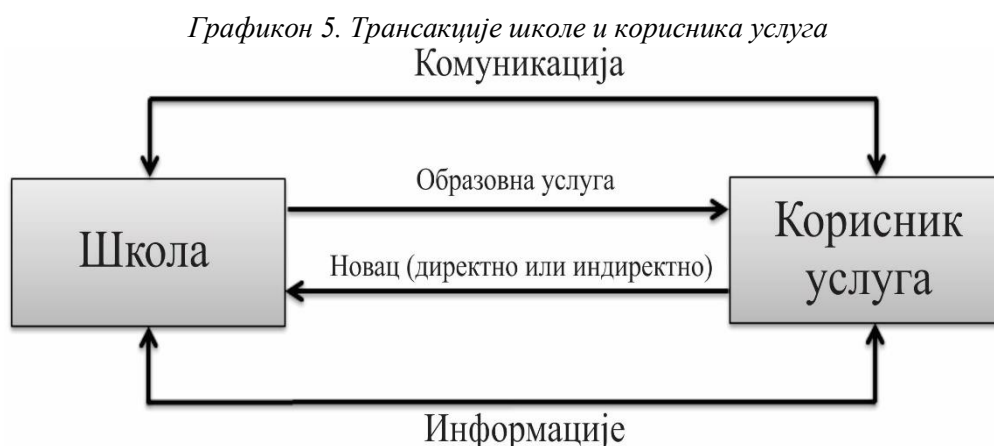 Графикон 5. Трансакције школе и корисника услуга
Комуникација
Образовна услуга
Школа
Новац (директно или индиректно)
Корисник
услуга
Информације